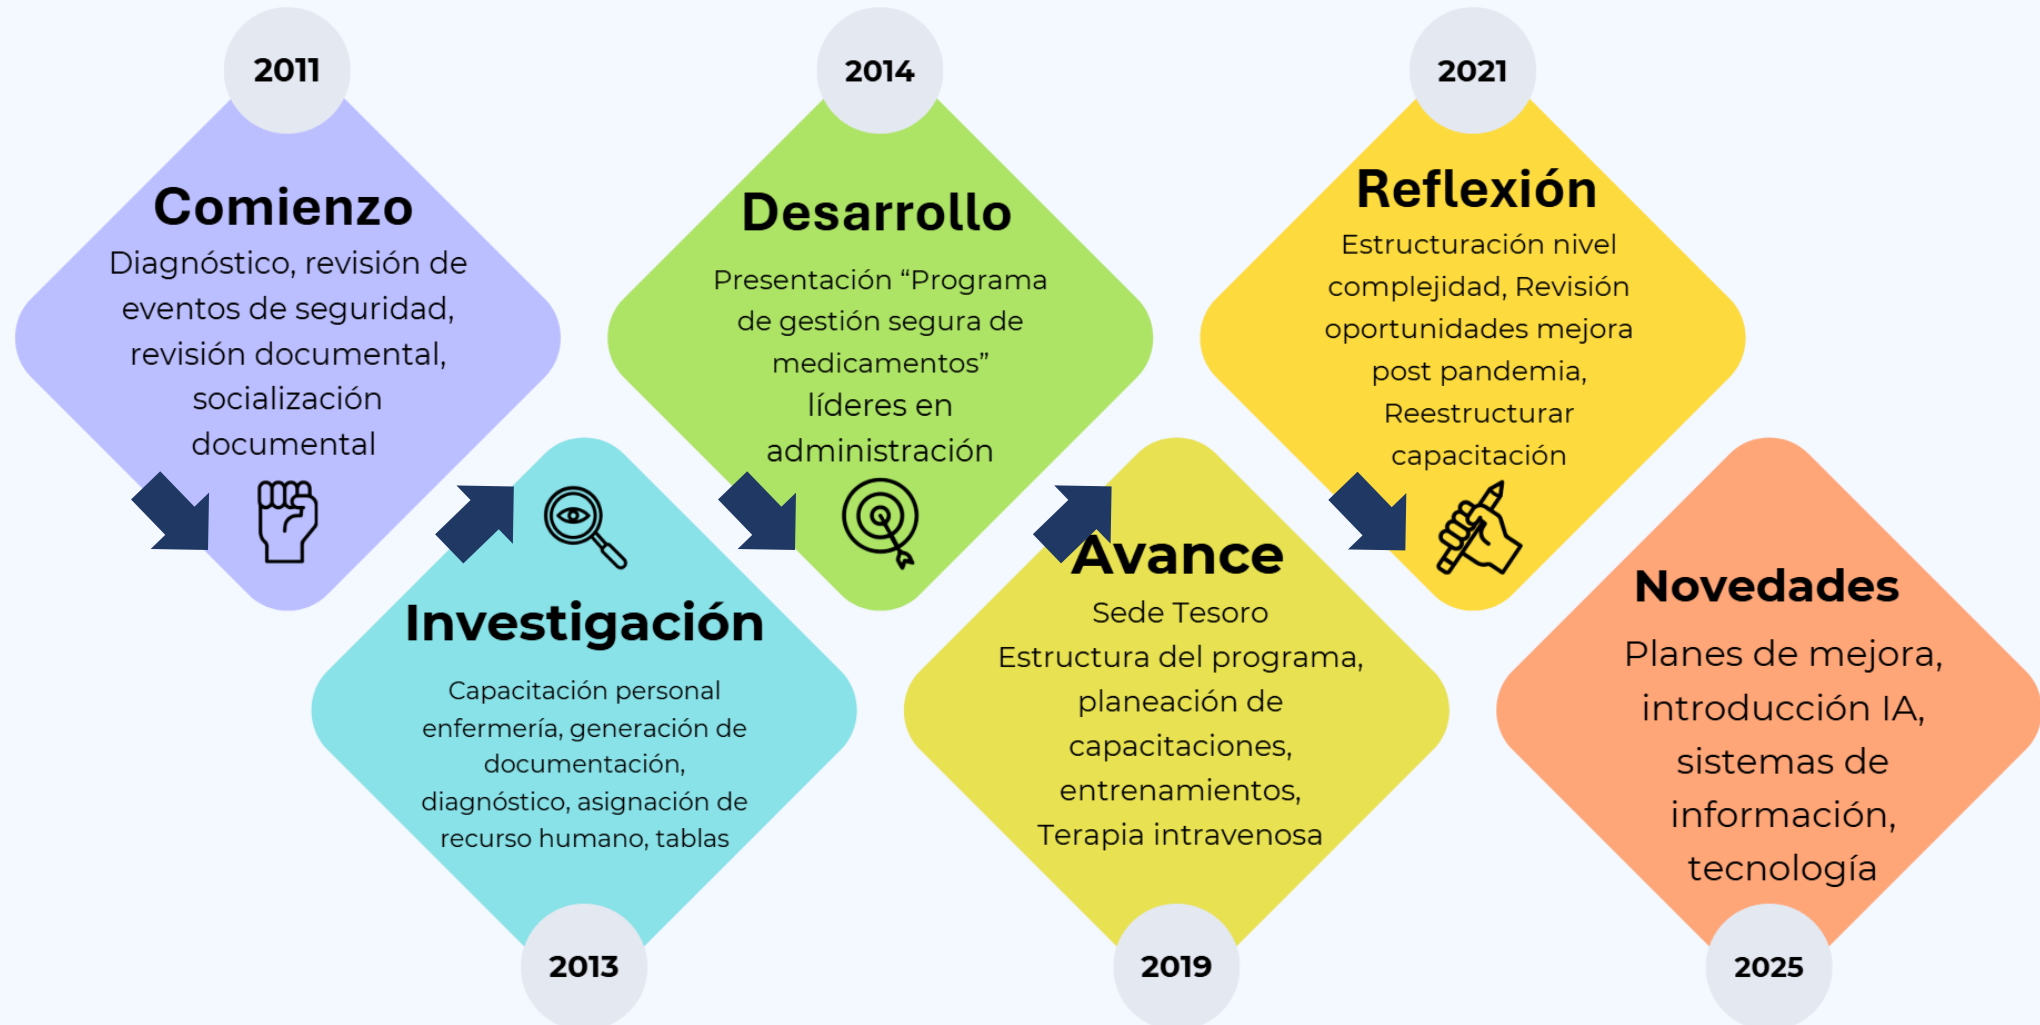 2011
Comienzo
Diagnóstico, revisión de
eventos de seguridad,
revisión documental,
socialización
documental
Investigación
Capacitación personal
enfermería, generación de
documentación,
diagnóstico, asignación de
recurso humano, tablas
2013
2014
Desarrollo
Presentación “Programa
de gestión segura de
medicamentos”
líderes en
administración
Avance
Sede Tesoro
Estructura del programa,
planeación de
capacitaciones,
entrenamientos,
Terapia intravenosa
2019
2021
Reflexión
Estructuración nivel
complejidad, Revisión
oportunidades mejora
post pandemia,
Reestructurar
capacitación
Novedades
Planes de mejora,
introducción IA,
sistemas de
información,
tecnología
2025